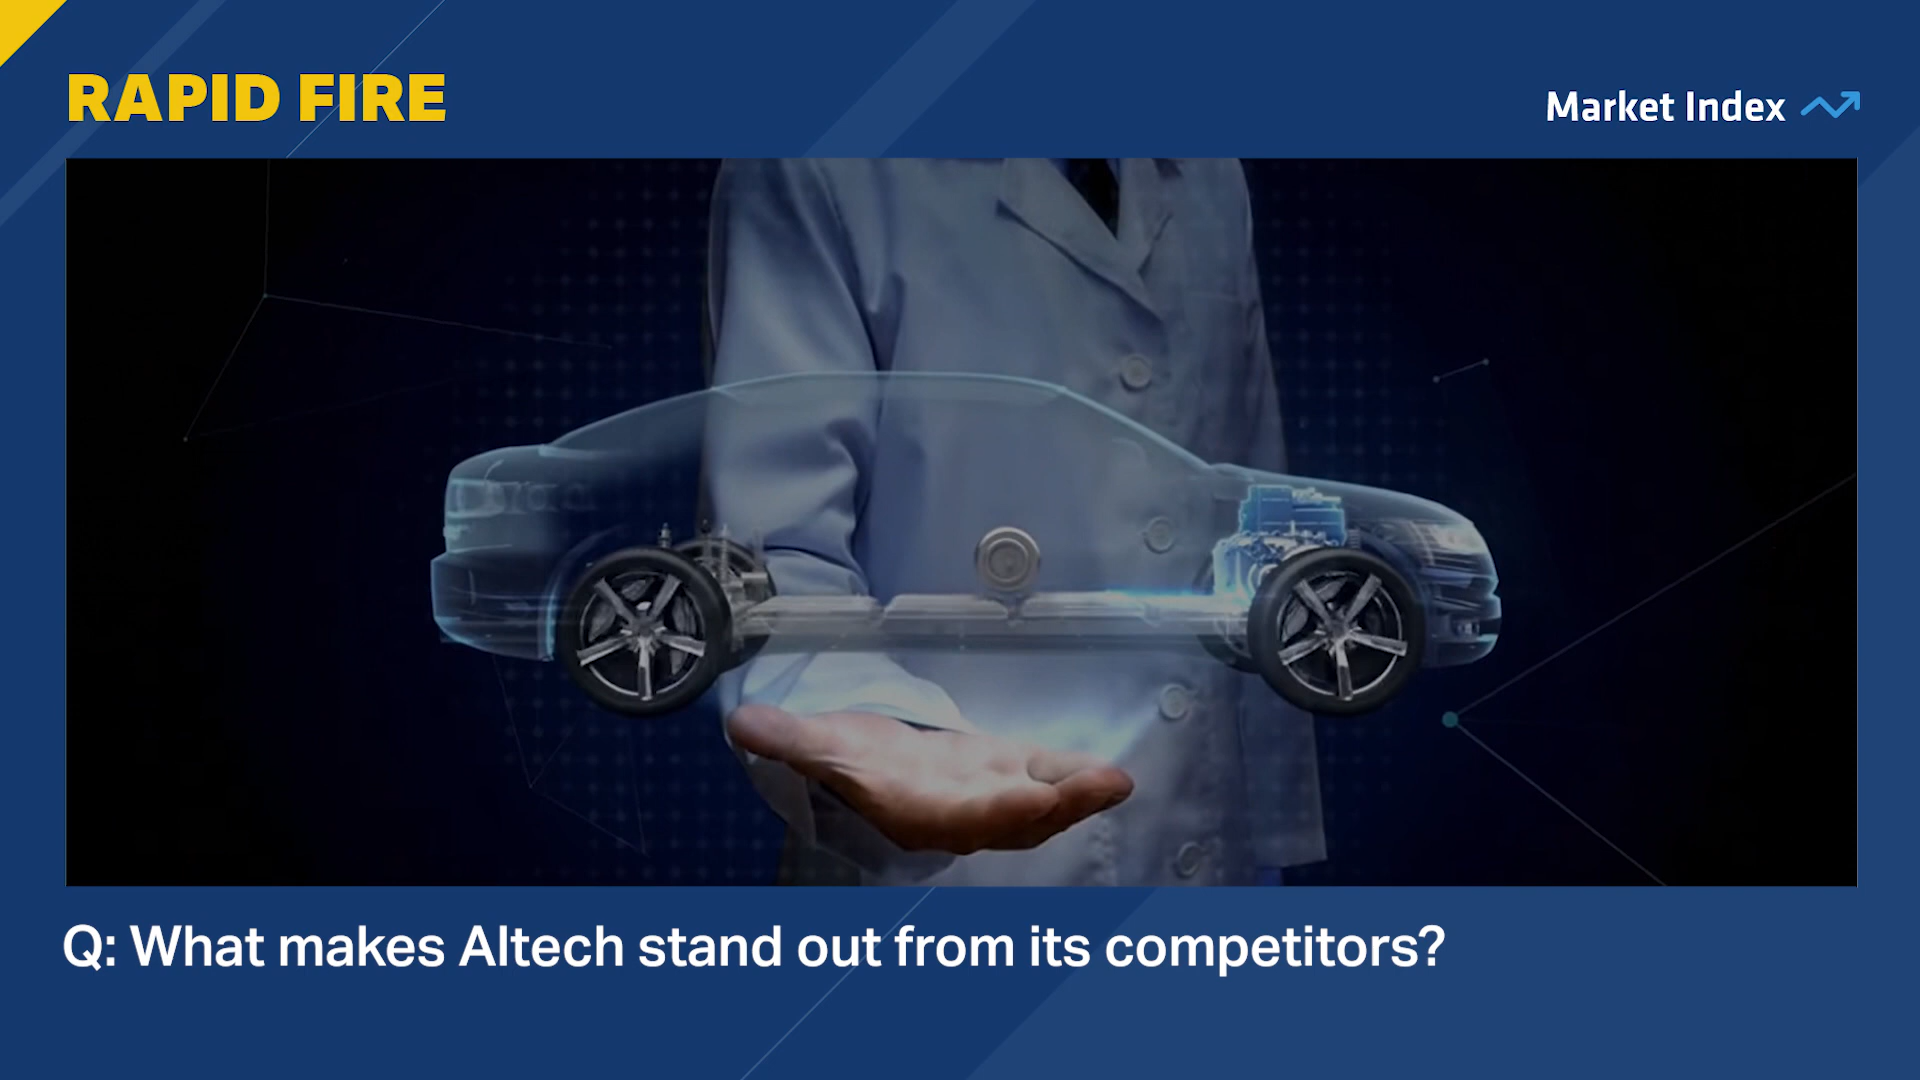 RAPID FIRE
Market Index
Q: What makes Altech stand out from its competitors?